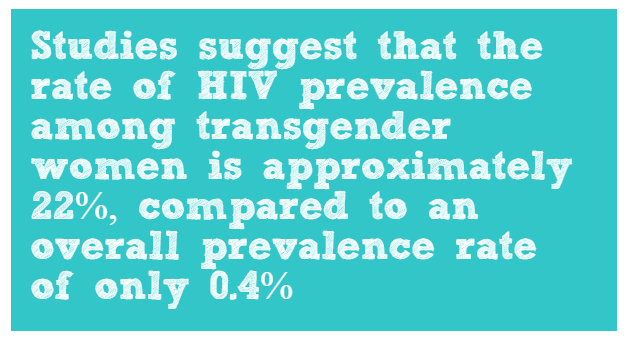 Studies suggest that the
rate of HIV prevalence
among transgender
women is approximately
22%, compared to an
overall prevalence rate
of only 0.4%